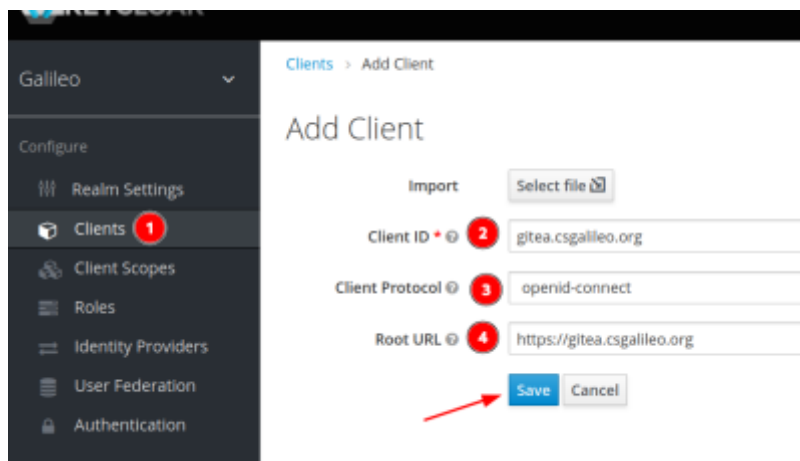 Galileo
Clients > Add Client
Add Client
Configure
Realm Settings
Clients 1
Client Scopes
Roles
Identity Providers
User Federation
Authentication
Import Select file
Client ID * 2 gitea.csgalileo.org
Client Protocol 3 openid-connect
Root URL 4 https://gitea.csgalileo.org
Save Cancel